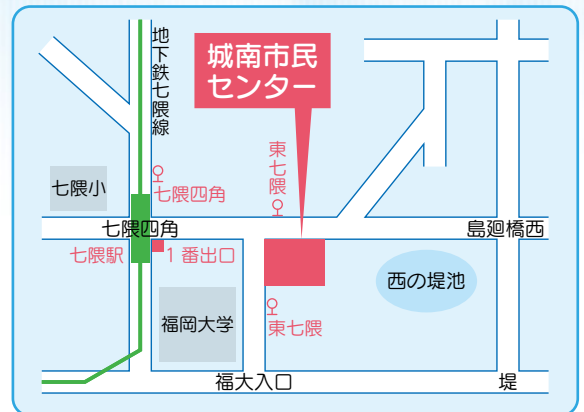 地下鉄七隈線
城南市民
センター
東七隈
七隈小
七隈四角
七隈四角
島廻橋西
七隈駅
1番出口
西の堤池
福岡大学
東七隈
福大入口
堤